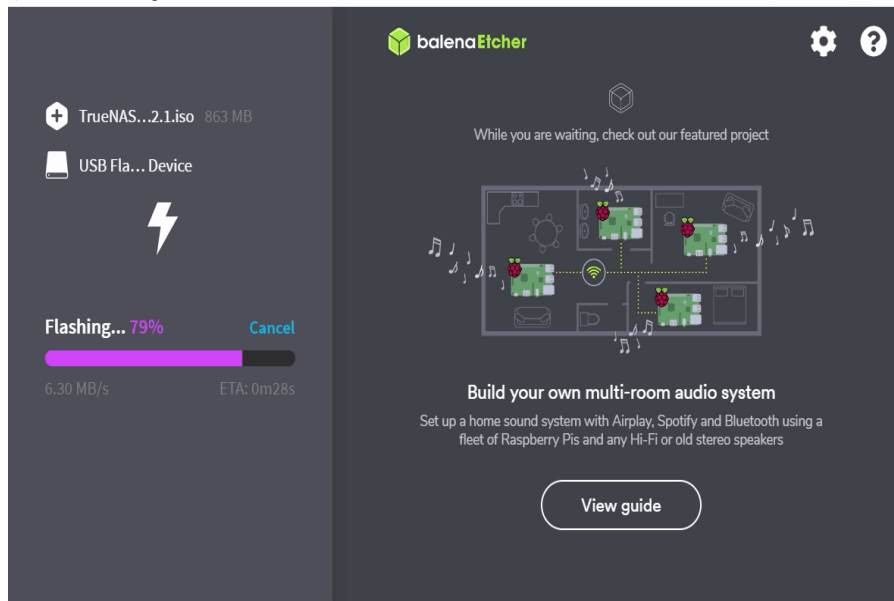 balenaEtcher
TrueNAS...2.1.iso 863 MB
USB Fla... Device
Flashing... 79%
Cancel
6.30 MB/s
ETA: 0m28s
While you are waiting, check out our featured project
Build your own multi-room audio system
Set up a home sound system with Airplay, Spotify and Bluetooth using a
fleet of Raspberry Pis and any Hi-Fi or old stereo speakers
View guide